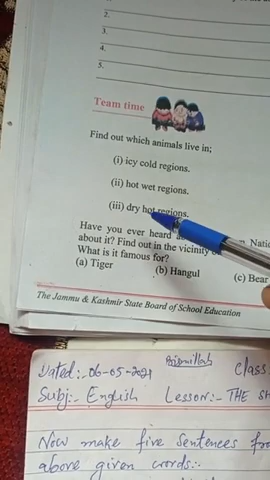 2.
3.
4.
5.
Team time
Find out which animals live in;
(i) icy cold regions.
(ii) hot wet regions.
(iii) dry hot regions.
Have you ever heard
about it? Find out in the vicinity
What is it famous for?
(a) Tiger (b) Hangul (c) Bear
The Jammu & Kashmir State Board of School Education
Bismillah
Dated:- 06-05-2021 Class
Subj:- English Lesson:- THE
Now make five sentences
above given words:-